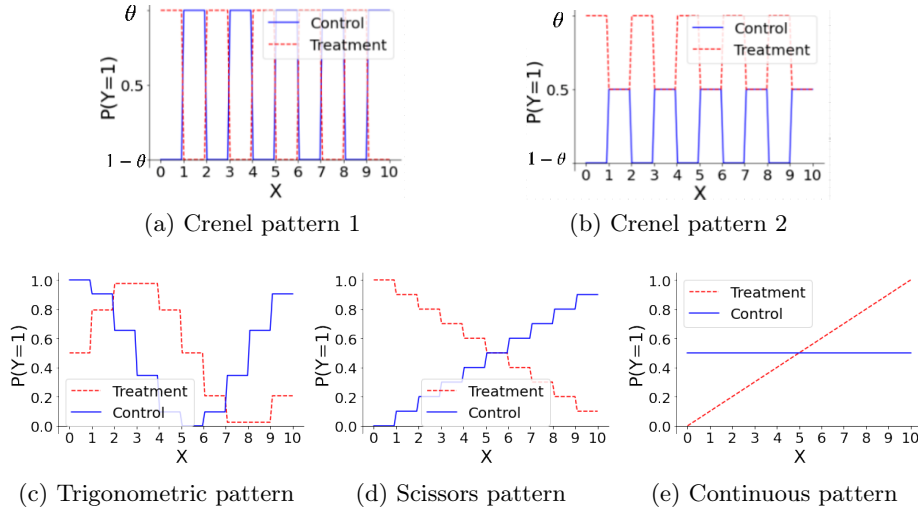 θ
0.5
1 − θ
P(Y=1)
Control
Treatment
0 1 2 3 4 5 6 7 8 9 10
X
(a) Crenel pattern 1
θ
0.5
1 − θ
P(Y=1)
Control
Treatment
0 1 2 3 4 5 6 7 8 9 10
X
(b) Crenel pattern 2
1.0
0.8
0.6
0.4
0.2
0.0
P(Y=1)
Treatment
Control
0 1 2 3 4 5 6 7 8 9 10
X
(c) Trigonometric pattern
1.0
0.8
0.6
0.4
0.2
0.0
P(Y=1)
Treatment
Control
0 1 2 3 4 5 6 7 8 9 10
X
(d) Scissors pattern
1.0
0.8
0.6
0.4
0.2
0.0
P(Y=1)
Treatment
Control
0 1 2 3 4 5 6 7 8 9 10
X
(e) Continuous pattern